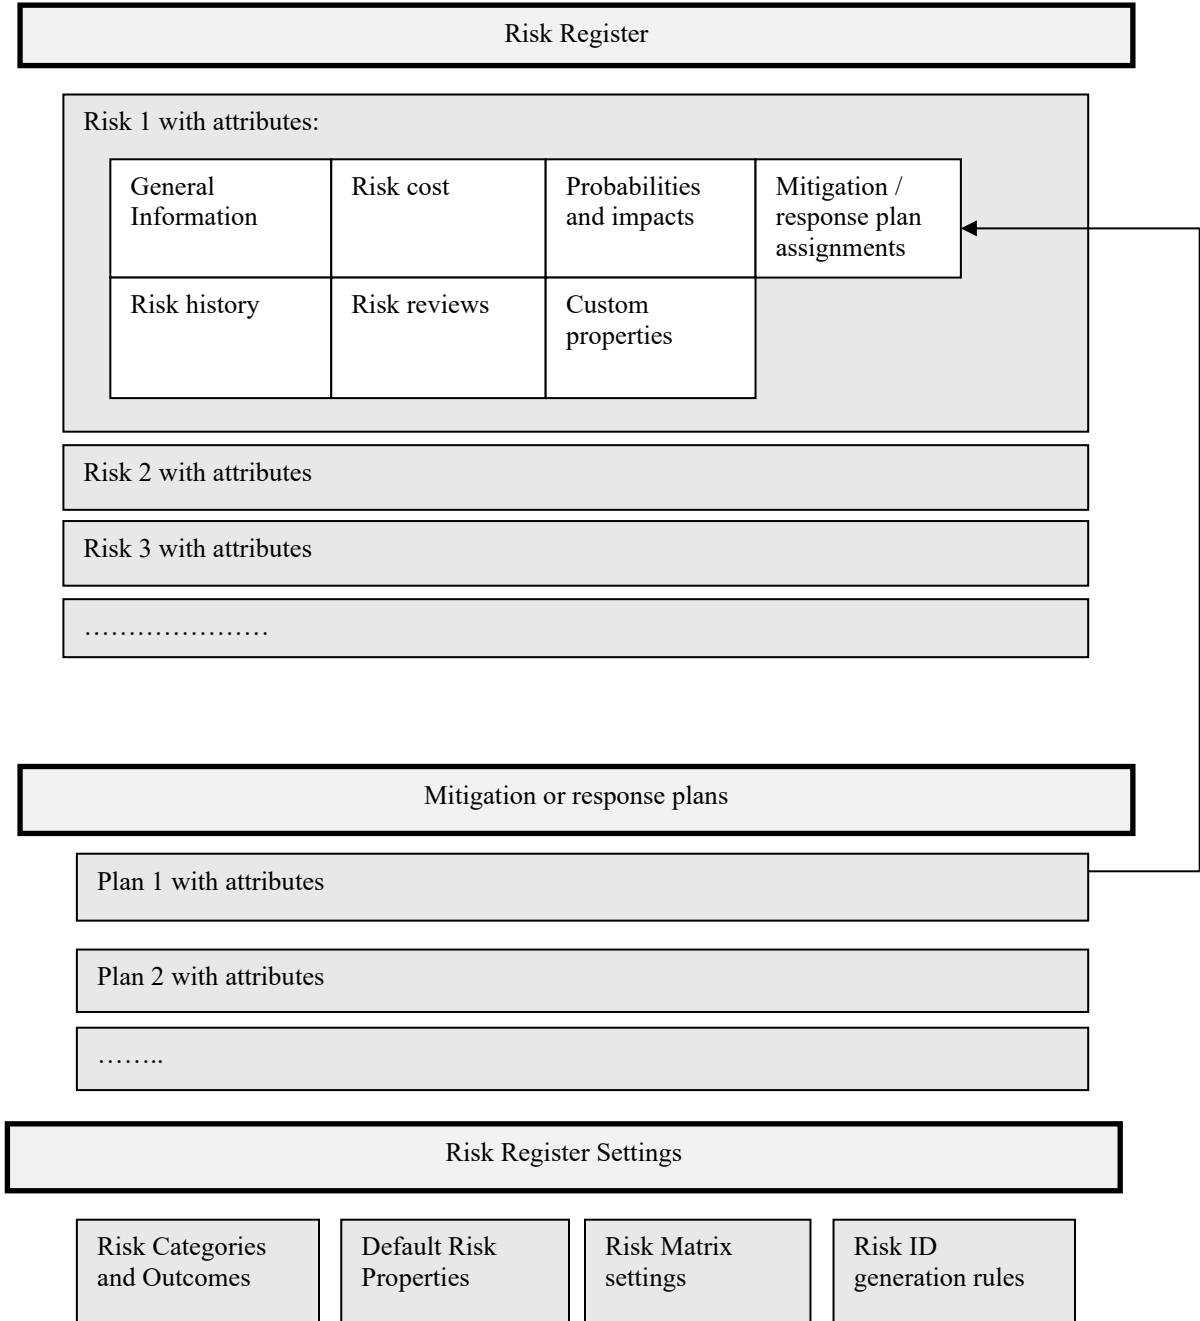 Risk Register
Risk 1 with attributes:
General
Information
Risk cost
Probabilities
and impacts
Mitigation /
response plan
assignments
Risk history
Risk reviews
Custom
properties
Risk 2 with attributes
Risk 3 with attributes
…………………
Mitigation or response plans
Plan 1 with attributes
Plan 2 with attributes
……..
Risk Register Settings
Risk Categories
and Outcomes
Default Risk
Properties
Risk Matrix
settings
Risk ID
generation rules